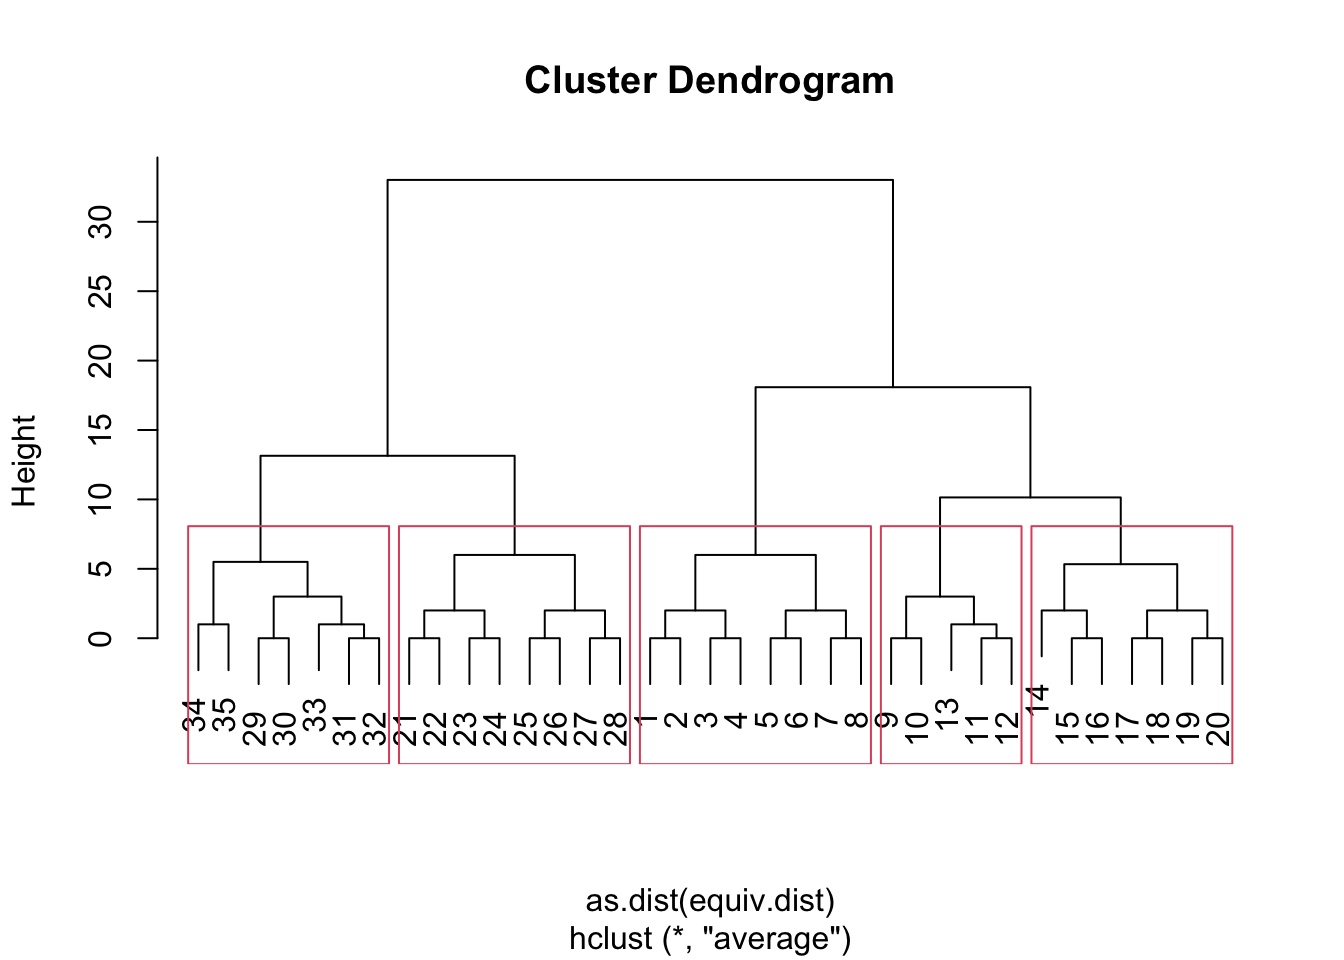 Cluster Dendrogram
Height
30
25
20
15
10
5
0
34 35 29 30 33 31 32 21 22 23 24 25 26 27 28 1 2 3 4 5 6 7 8 9 10 13 11 12 14 15 16 17 18 19 20
as.dist(equiv.dist)
hclust (*, "average")